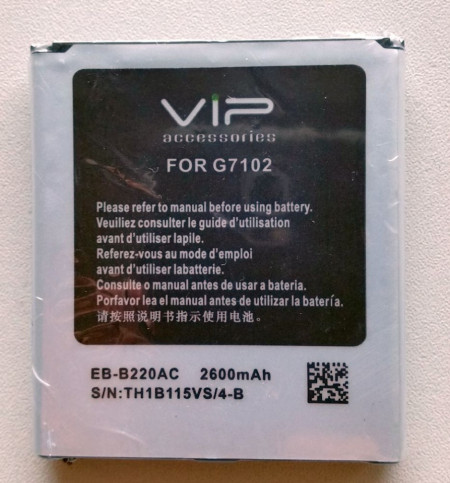 ViP
accessories
FOR G7102
Please refer to manual before using battery.
Veuiliez consulter le guide d'utilisation
avant d'utiliser lapile.
Referez-vous au mode d'emploi
avant d'utiliser labatterie.
Consulte o manual antes de usar a bateria.
Porfavor lea el manual antes de utilizar la batería.
请按照说明书指示使用电池。
EB-B220AC 2600mAh
S/N:TH1B115VS/4-B